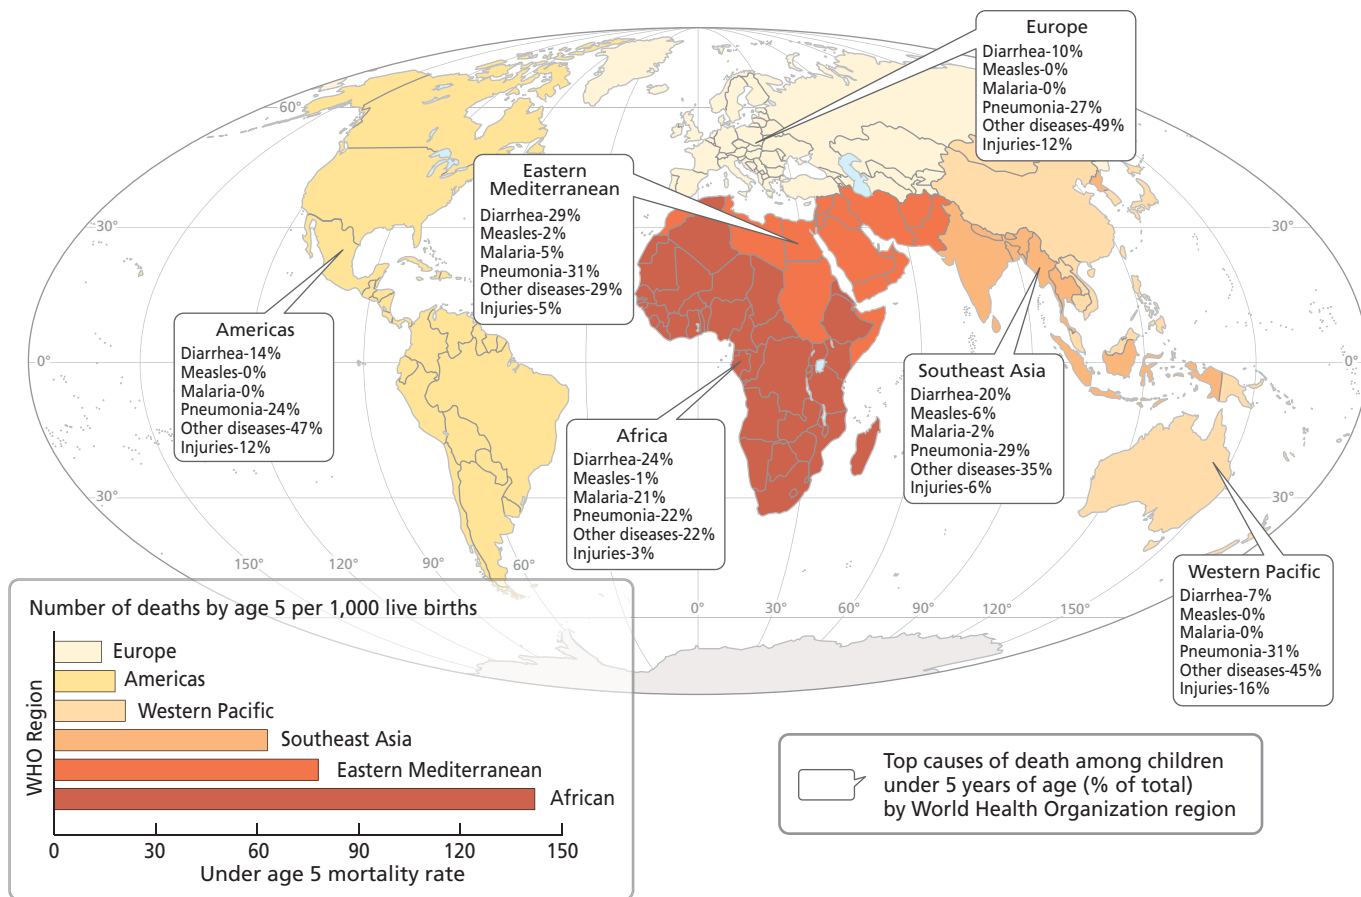 Europe
Diarrhea-10%
Measles-0%
Malaria-0%
Pneumonia-27%
Other diseases-49%
Injuries-12%
Eastern
Mediterranean
Diarrhea-29%
Measles-2%
Malaria-5%
Pneumonia-31%
Other diseases-29%
Injuries-5%
Americas
Diarrhea-14%
Measles-0%
Malaria-0%
Pneumonia-24%
Other diseases-47%
Injuries-12%
Africa
Diarrhea-24%
Measles-1%
Malaria-21%
Pneumonia-22%
Other diseases-22%
Injuries-3%
Southeast Asia
Diarrhea-20%
Measles-6%
Malaria-2%
Pneumonia-29%
Other diseases-35%
Injuries-6%
Western Pacific
Diarrhea-7%
Measles-0%
Malaria-0%
Pneumonia-31%
Other diseases-45%
Injuries-16%
60°
30°
30°
0°
0°
30°
30°
150°
120°
90°
60°
0°
30°
60°
90°
120°
150°
Number of deaths by age 5 per 1,000 live births
WHO Region
Europe
Americas
Western Pacific
Southeast Asia
Eastern Mediterranean
African
0 30 60 90 120 150
Under age 5 mortality rate
Top causes of death among children
under 5 years of age (% of total)
by World Health Organization region